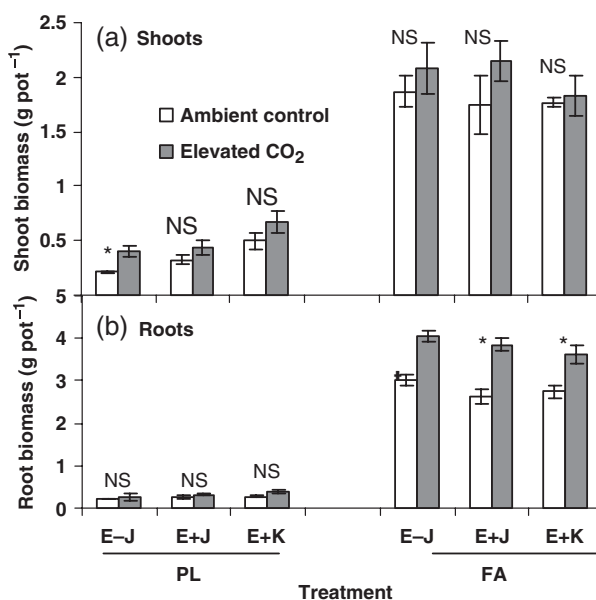 (a) Shoots
Shoot biomass (g pot⁻¹)
2.5
2
1.5
1
0.5
Ambient control
Elevated CO₂
*
NS
NS
NS
NS
NS
(b) Roots
Root biomass (g pot⁻¹)
5
4
3
2
1
0
NS
NS
NS
*
*
E–J
E+J
E+K
E–J
E+J
E+K
PL
FA
Treatment